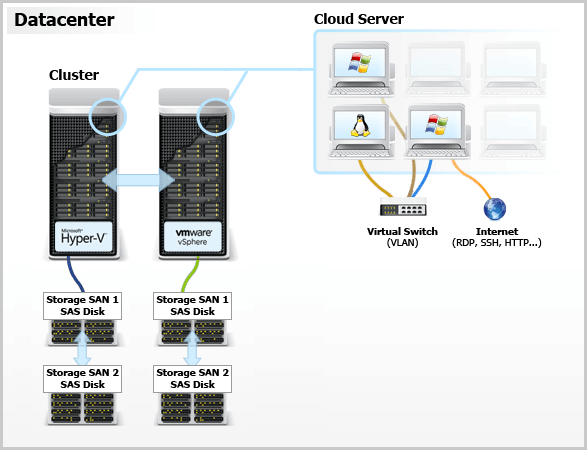 Datacenter
Cloud Server
Cluster
Microsoft
Hyper-V
vmware
vSphere
Virtual Switch
(VLAN)
Internet
(RDP, SSH, HTTP...)
Storage SAN 1
SAS Disk
Storage SAN 1
SAS Disk
Storage SAN 2
SAS Disk
Storage SAN 2
SAS Disk